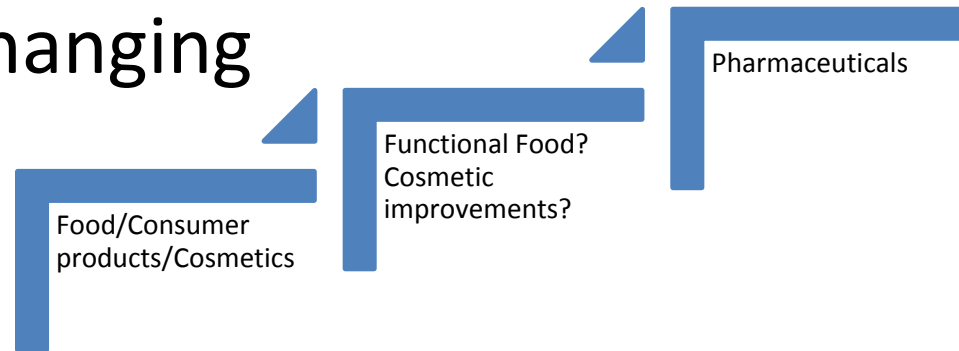 hanging
Pharmaceuticals
Functional Food?
Cosmetic
improvements?
Food/Consumer
products/Cosmetics